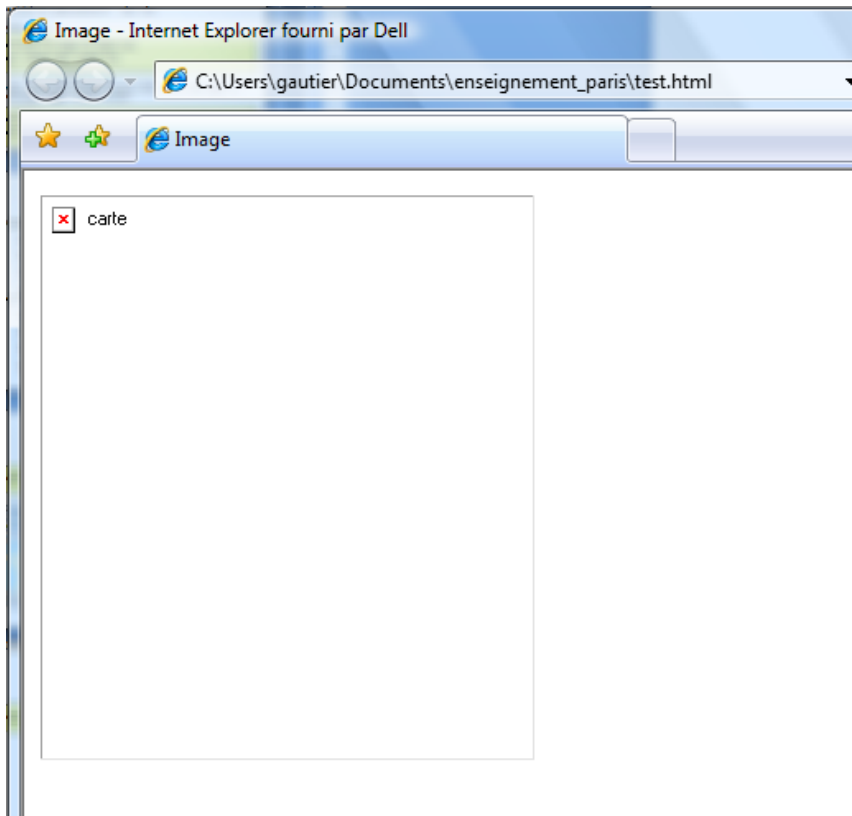 Image - Internet Explorer fourni par Dell
C:\Users\gautier\Documents\enseignement_paris\test.html
Image
carte